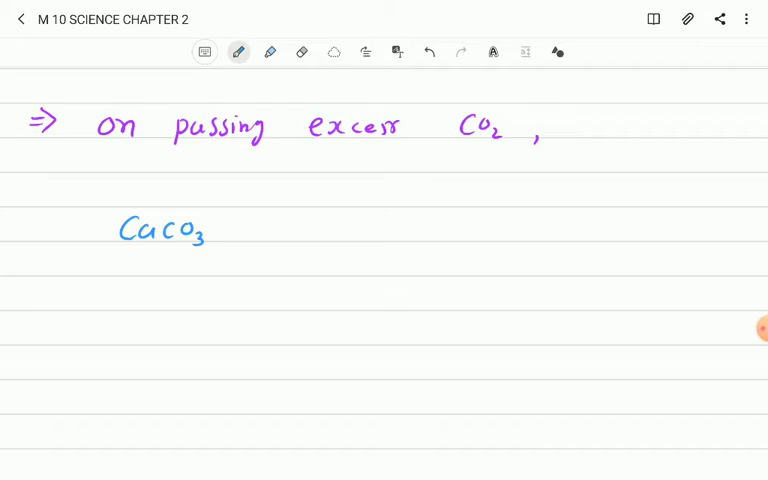 M 10 SCIENCE CHAPTER 2
⇒ on passing excess CO₂ ,
CaCO₃